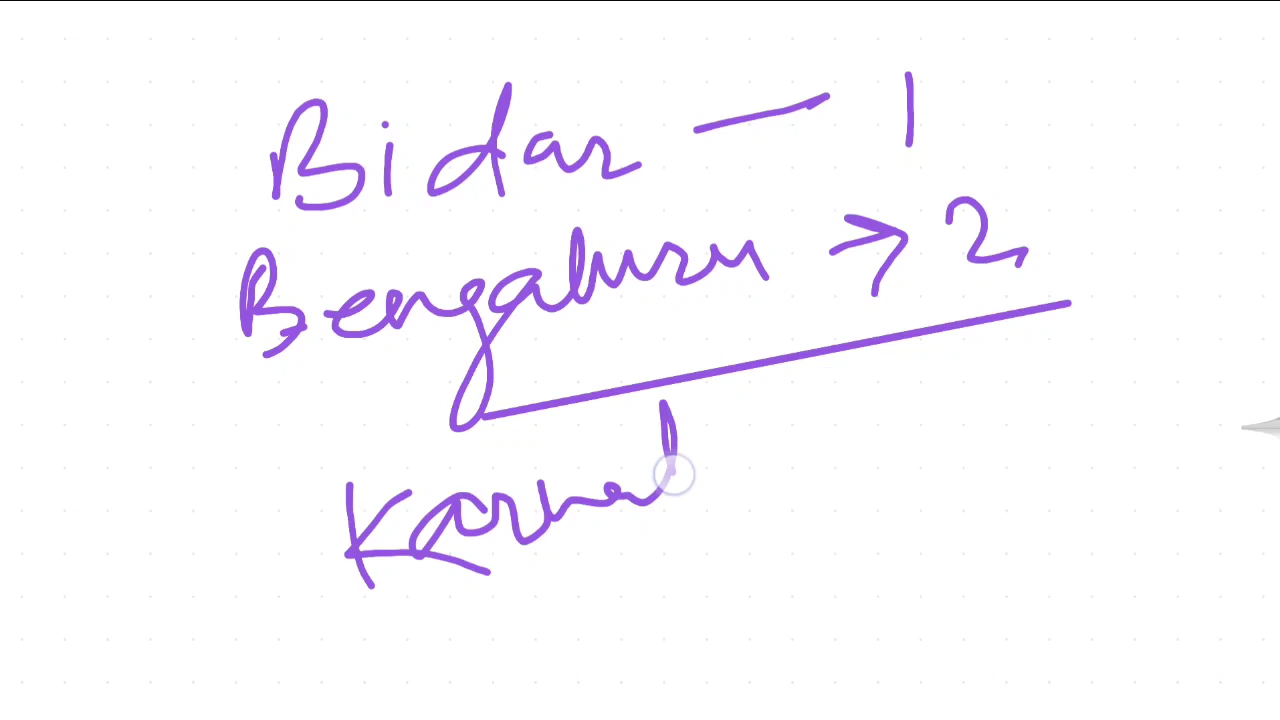 Bidar — 1
Bengaluru → 2
Karnat